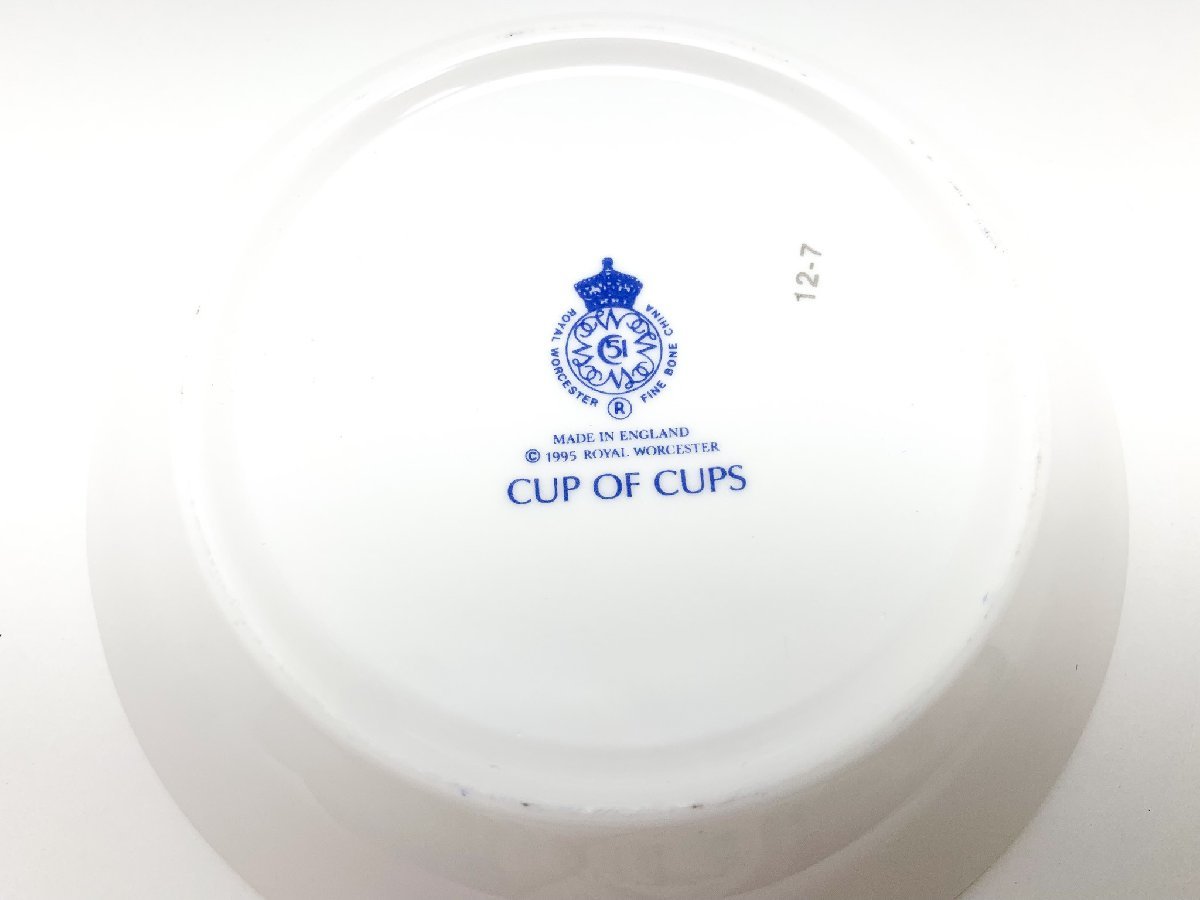 ROYAL WORCESTER
FINE BONE CHINA
51
®
MADE IN ENGLAND
© 1995 ROYAL WORCESTER
CUP OF CUPS
12-7